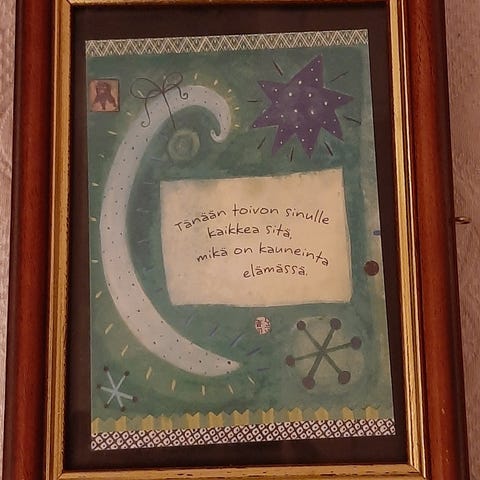 Tänään toivon sinulle
kaikkea sitä,
mikä on kauneinta
elämässä.